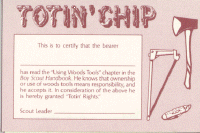 TOTIN' CHIP
This is to certify that the bearer
has read the "Using Woods Tools" chapter in the
Boy Scout Handbook. He knows that ownership
or use of woods tools means responsibility, and
he accepts it. In consideration of the above he
is hereby granted "Totin' Rights."
Scout Leader